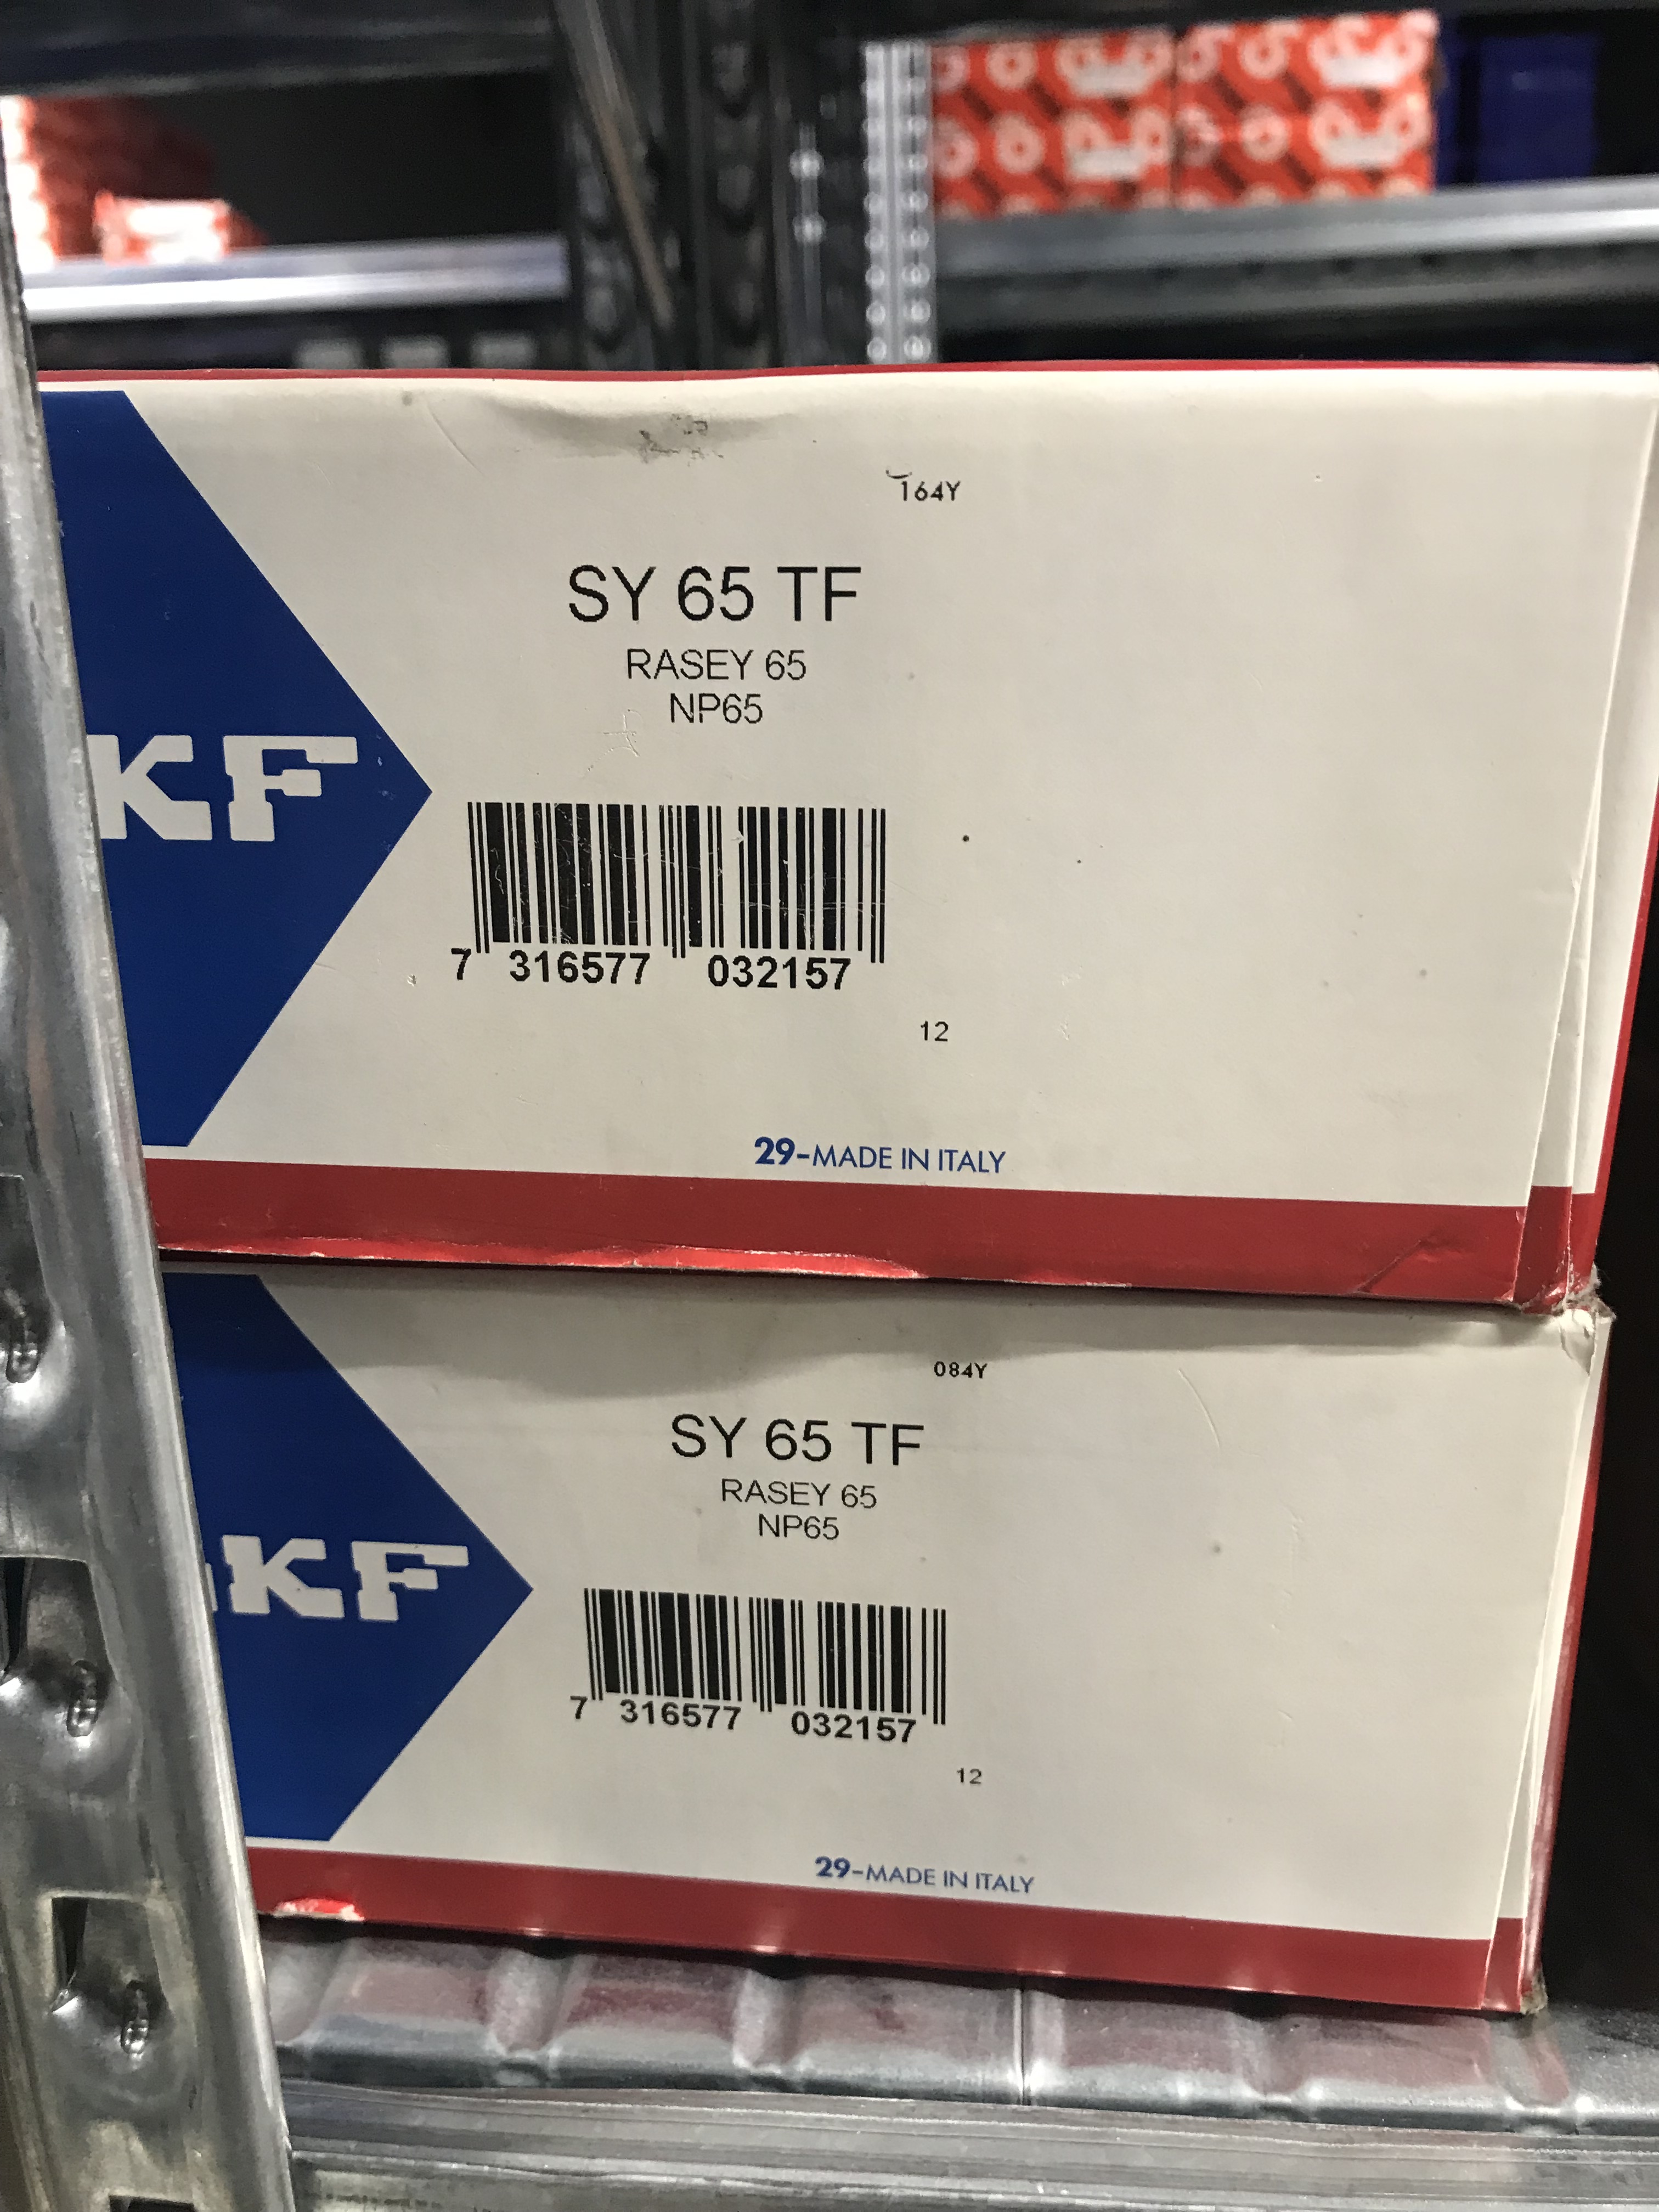 164Y
SY 65 TF
RASEY 65
NP65
KF
7 316577 032157
12
29-MADE IN ITALY
084Y
SY 65 TF
RASEY 65
NP65
KF
7 316577 032157
12
29-MADE IN ITALY